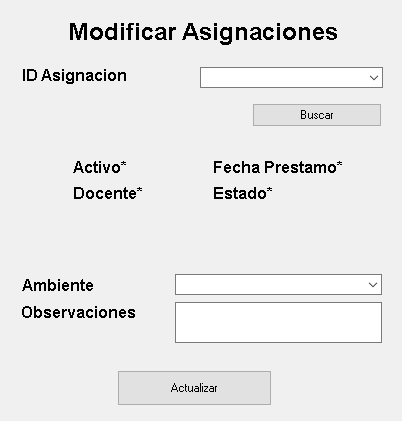 Modificar Asignaciones
ID Asignacion
Buscar
Activo* Fecha Prestamo*
Docente* Estado*
Ambiente
Observaciones
Actualizar